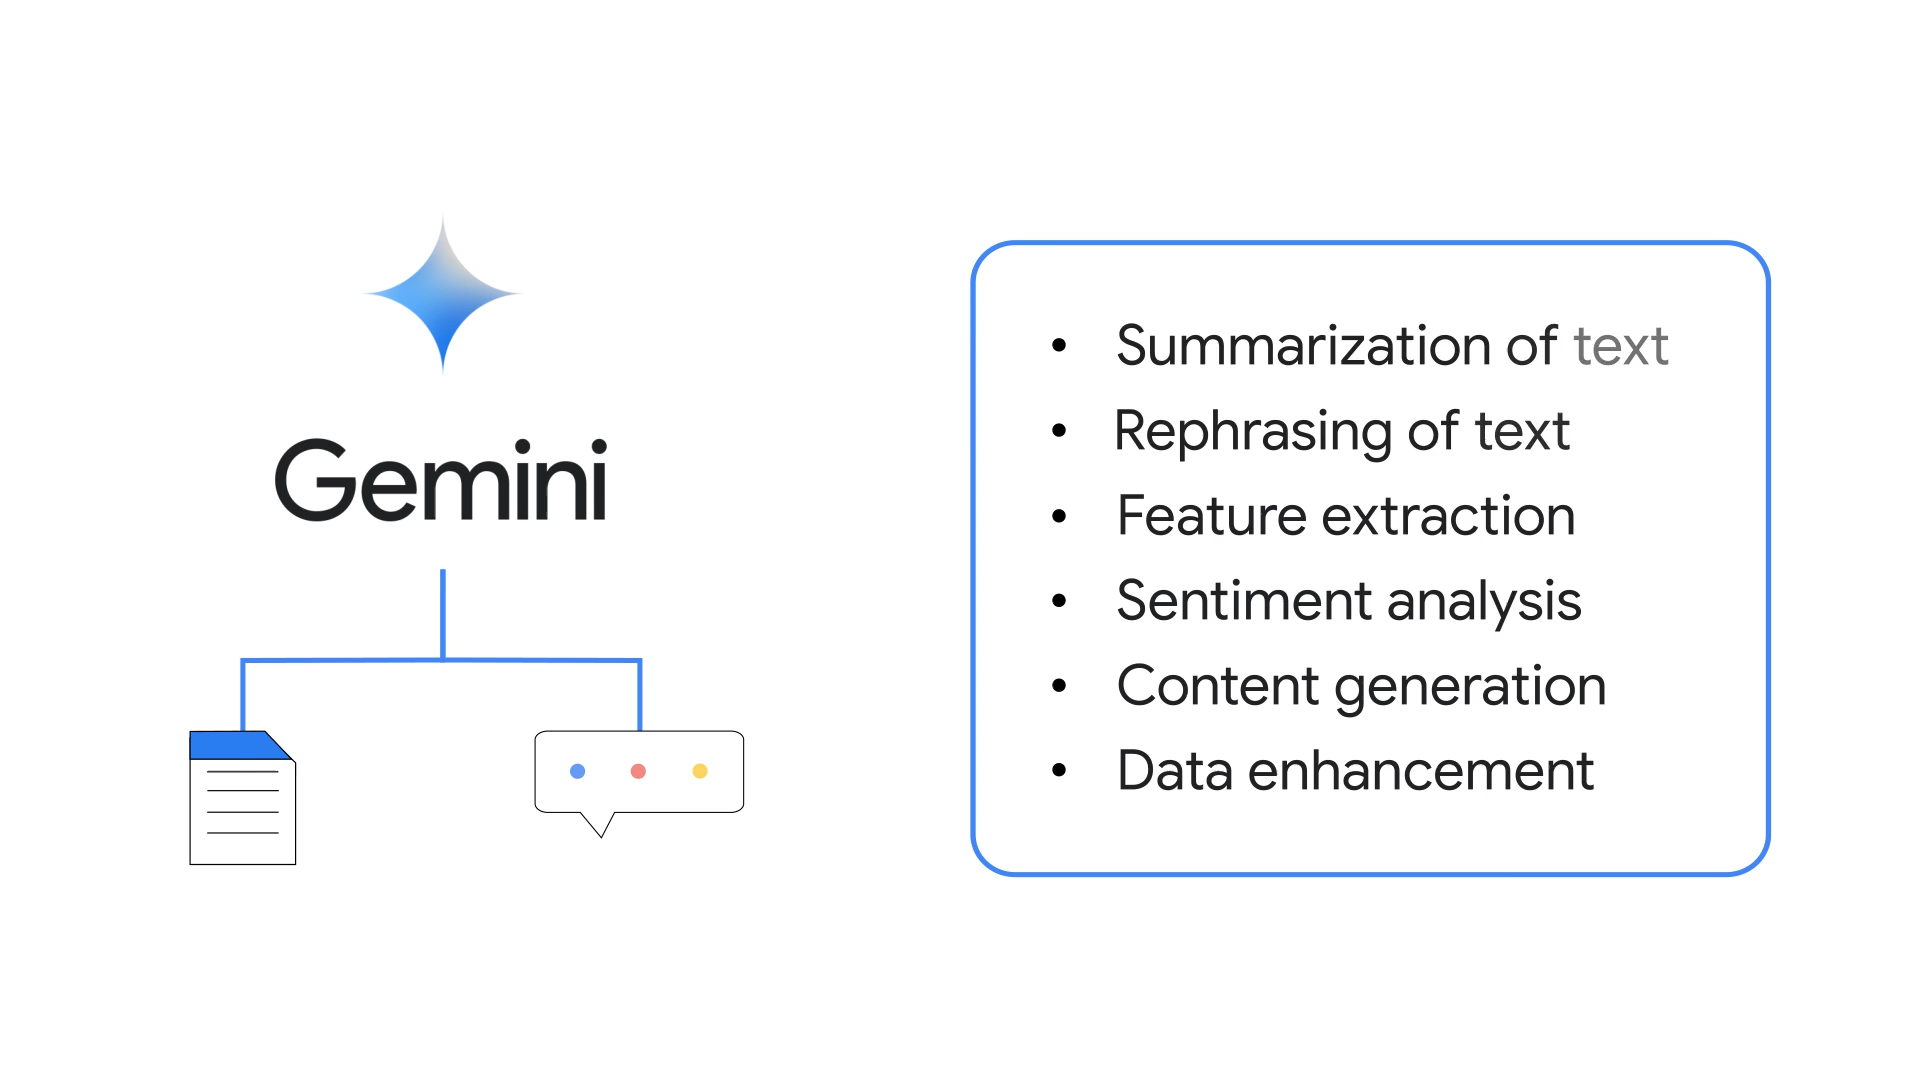 Gemini
• Summarization of text
• Rephrasing of text
• Feature extraction
• Sentiment analysis
• Content generation
• Data enhancement